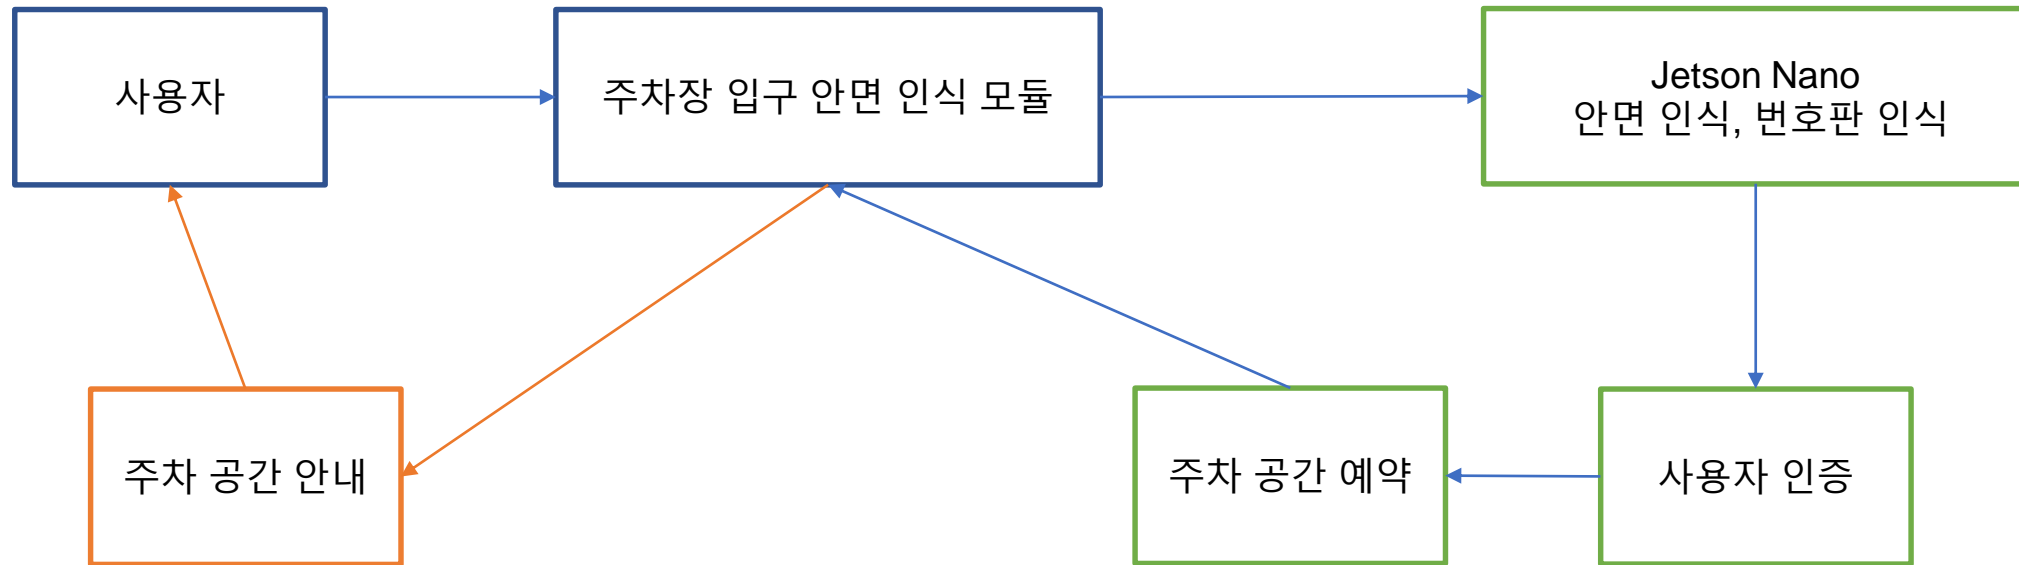 사용자
주차장 입구 안면 인식 모듈
Jetson Nano
안면 인식, 번호판 인식
주차 공간 안내
주차 공간 예약
사용자 인증